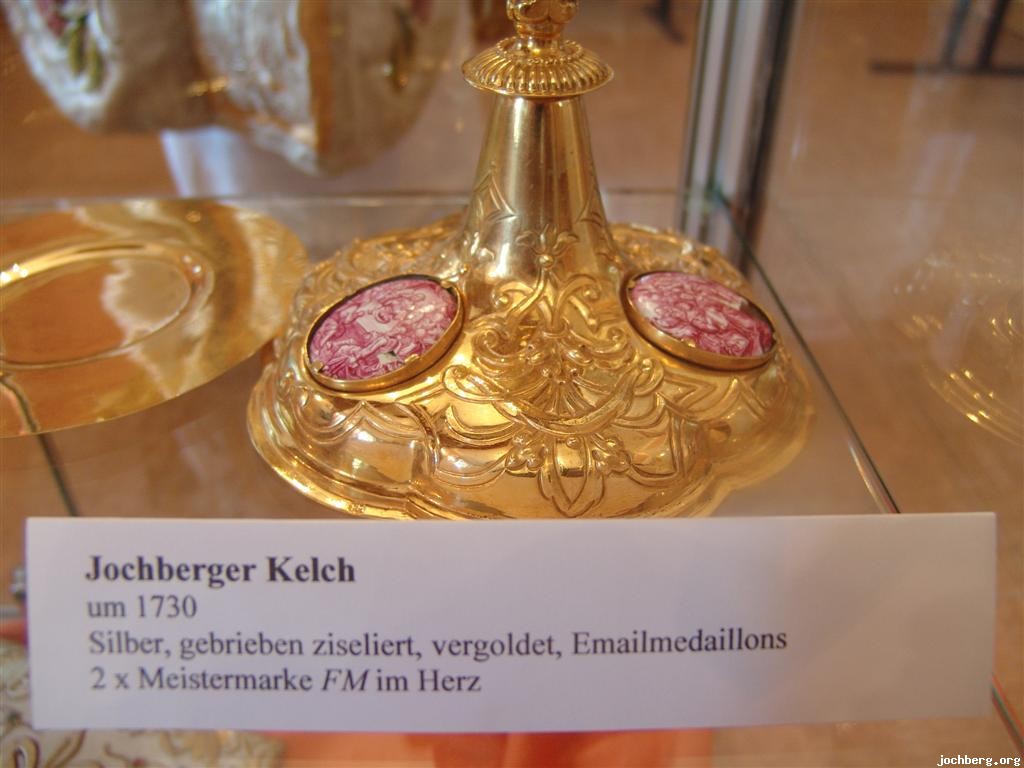 Jochberger Kelch
um 1730
Silber, gebrieben ziseliert, vergoldet, Emailmedaillons
2 x Meistermarke FM im Herz
jochberg.org